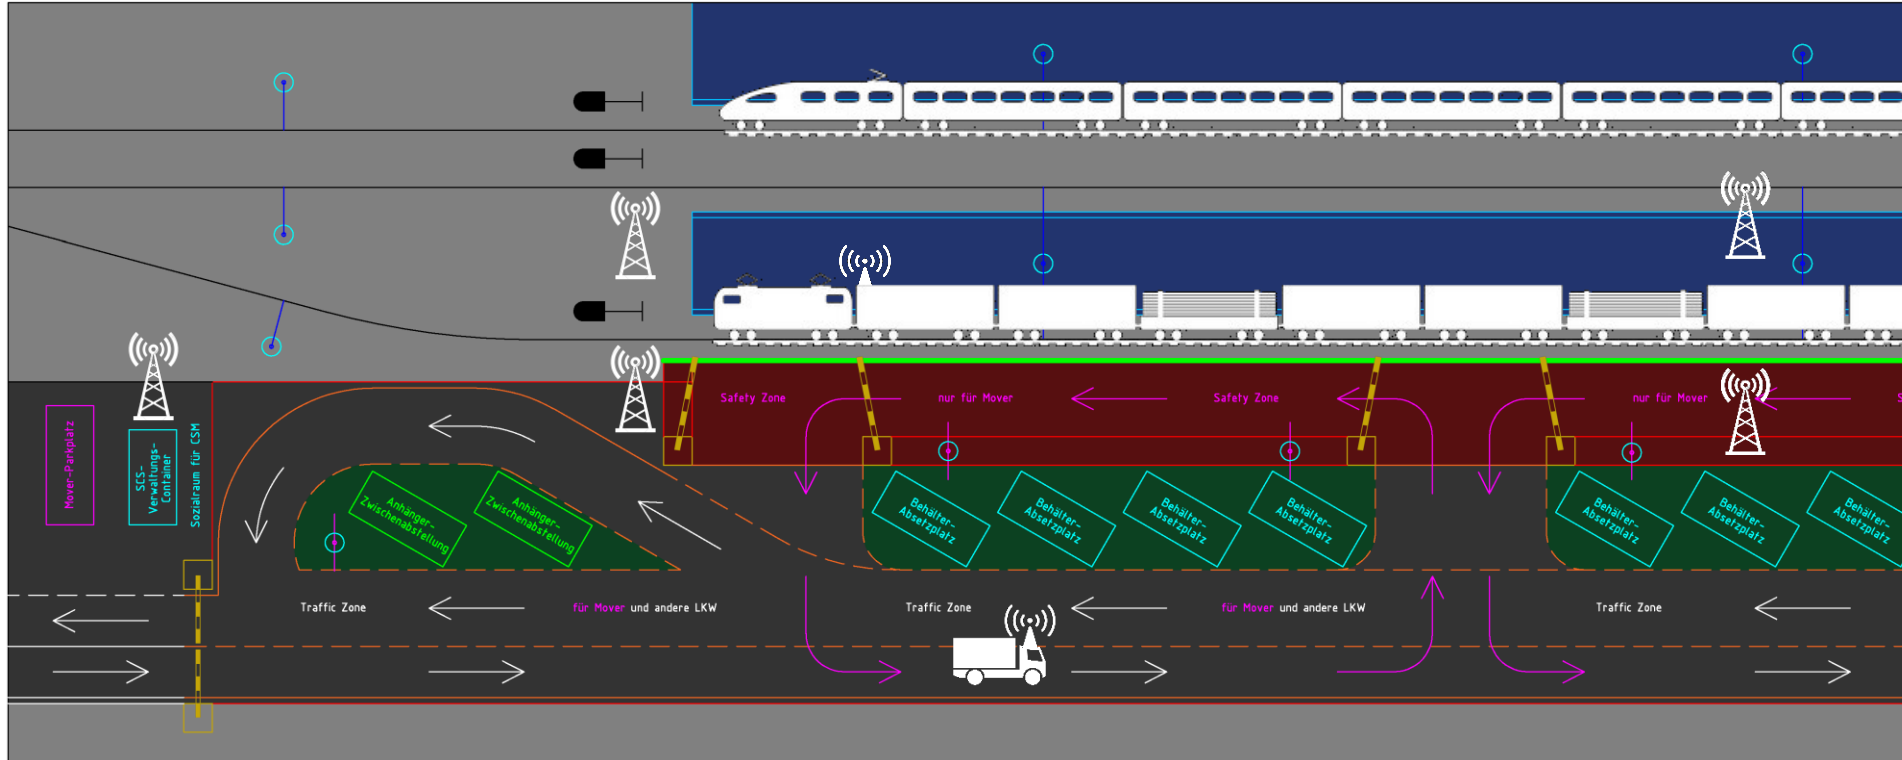 Safety Zone
nur für Mover
Safety Zone
nur für Mover
S
Mover-Parkplatz
SCS-
Verwaltungs-
Container
Sozialraum für CSM
Anhänger-
Zwischenabstellung
Anhänger-
Zwischenabstellung
Behälter-
Absetzplatz
Behälter-
Absetzplatz
Behälter-
Absetzplatz
Behälter-
Absetzplatz
Behälter-
Absetzplatz
Behälter-
Absetzplatz
Behälter-
Absetzplatz
Traffic Zone
für Mover und andere LKW
Traffic Zone
für Mover und andere LKW
Traffic Zone